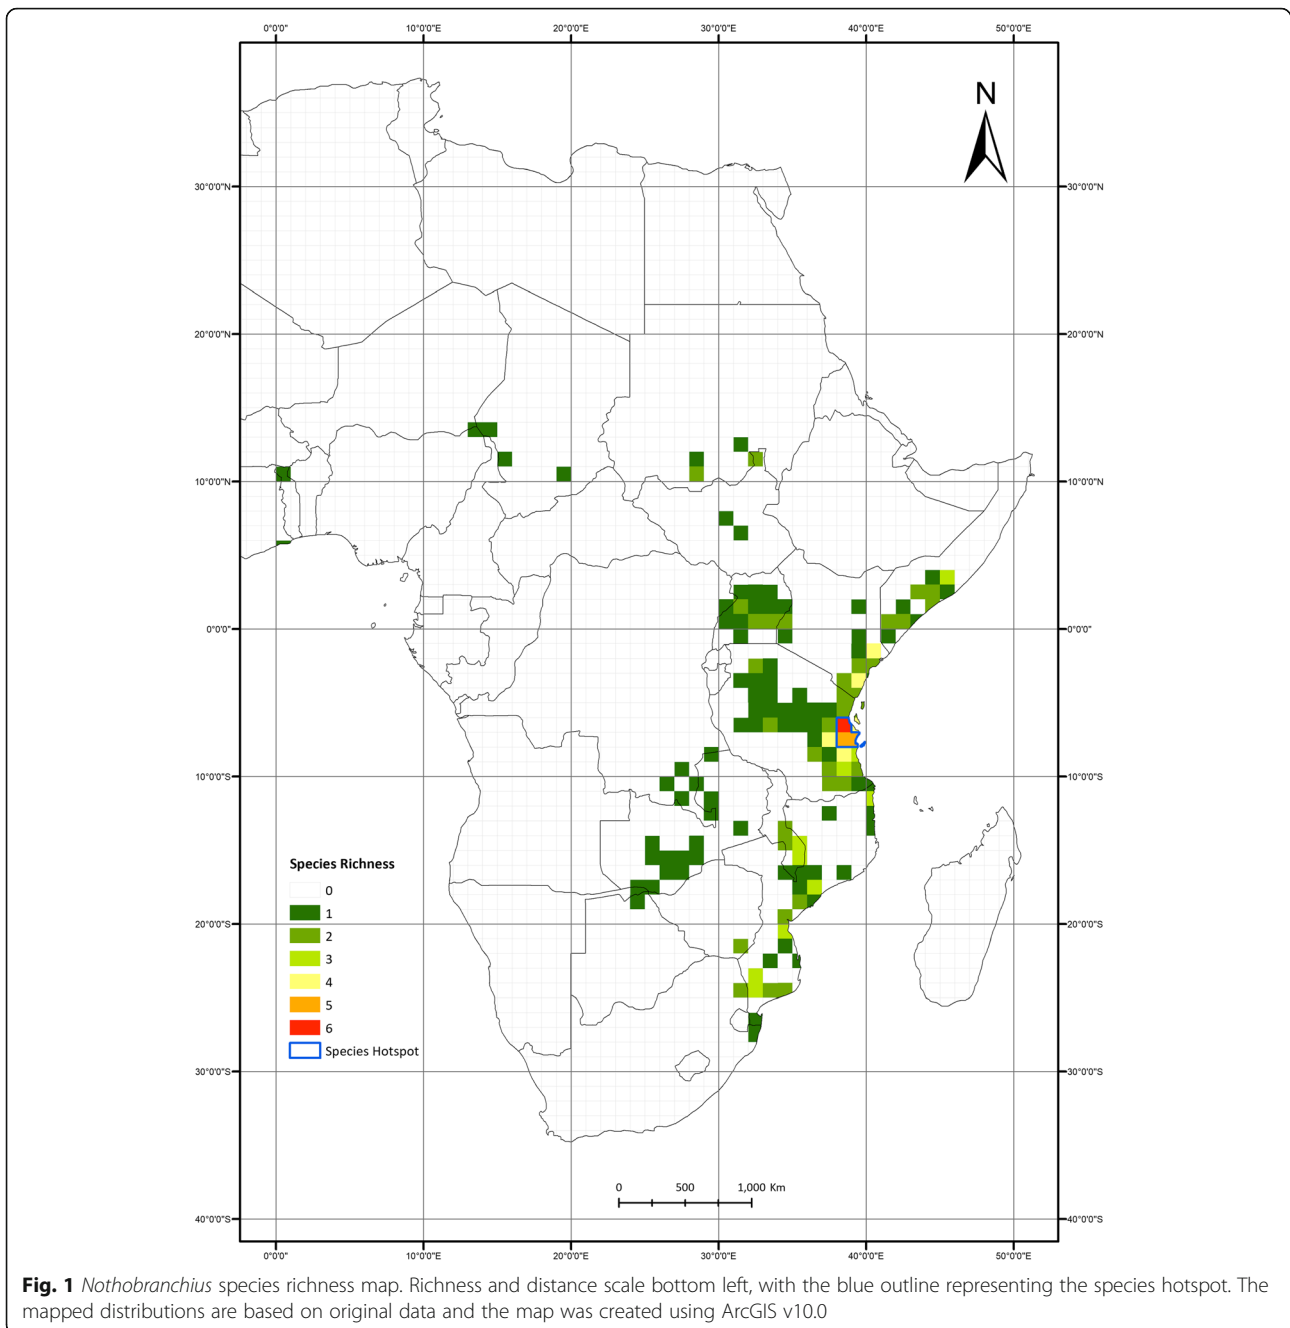 0°0'0" 10°0'0"E 20°0'0"E 30°0'0"E 40°0'0"E 50°0'0"E
N
30°0'0"N 30°0'0"N
20°0'0"N 20°0'0"N
10°0'0"N 10°0'0"N
0°0'0" 0°0'0"
10°0'0"S 10°0'0"S
Species Richness
0
1
2
20°0'0"S 20°0'0"S
3
4
5
6
Species Hotspot
30°0'0"S 30°0'0"S
0 500 1,000 Km
40°0'0"S 40°0'0"S
0°0'0" 10°0'0"E 20°0'0"E 30°0'0"E 40°0'0"E 50°0'0"E
Fig. 1 Nothobranchius species richness map. Richness and distance scale bottom left, with the blue outline representing the species hotspot. The
mapped distributions are based on original data and the map was created using ArcGIS v10.0